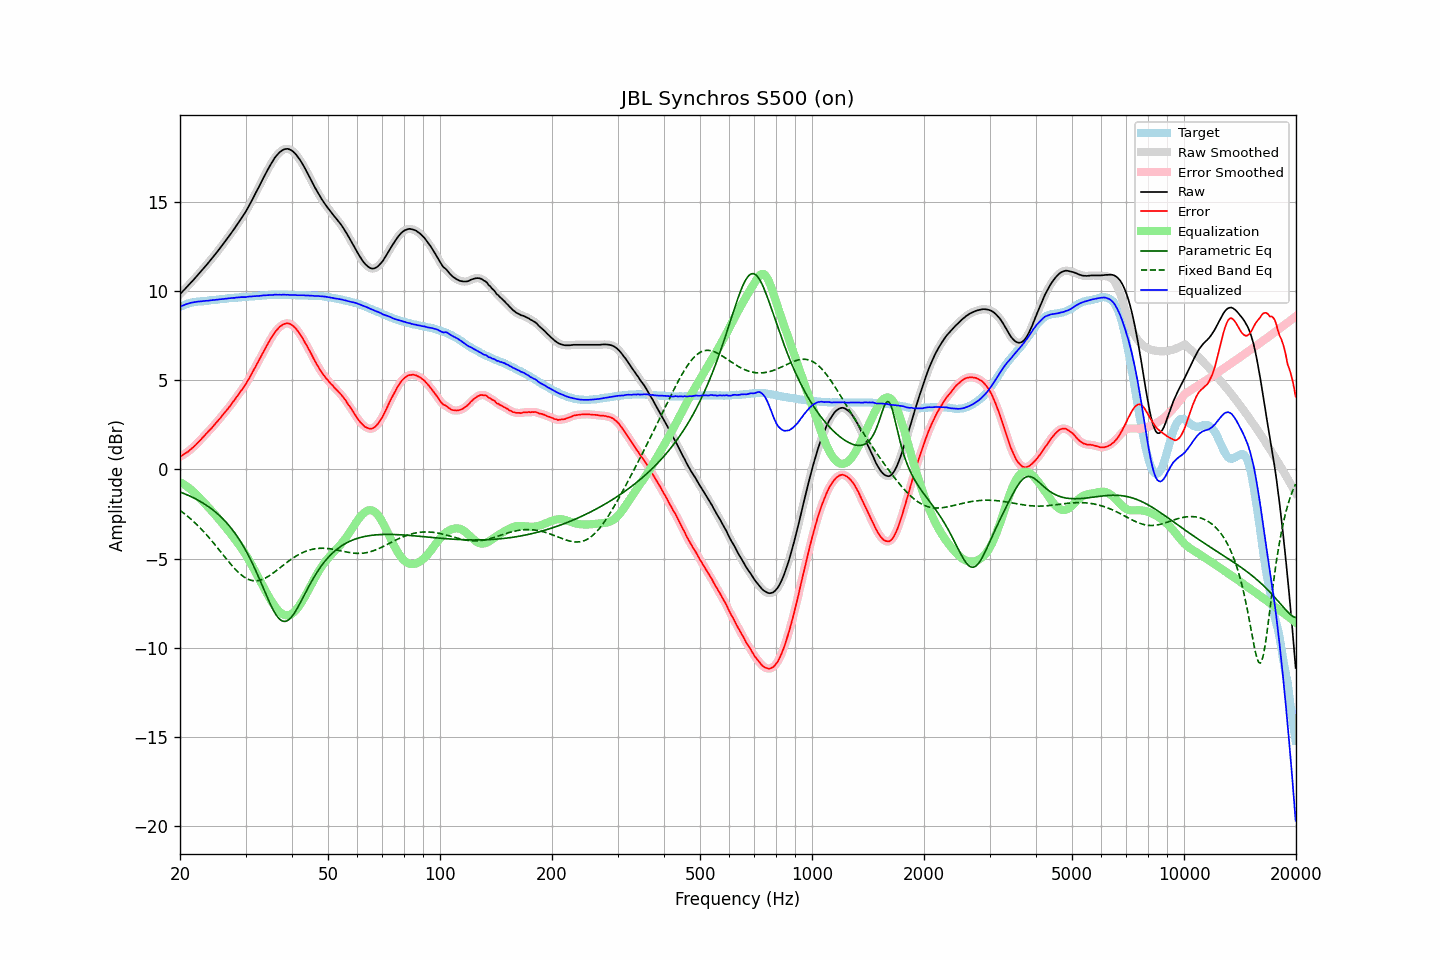 JBL Synchros S500 (on)
Target
Raw Smoothed
Error Smoothed
Raw
Error
Equalization
Parametric Eq
Fixed Band Eq
Equalized
Amplitude (dBr)
15
10
5
0
−5
−10
−15
−20
20 50 100 200 500 1000 2000 5000 10000 20000
Frequency (Hz)